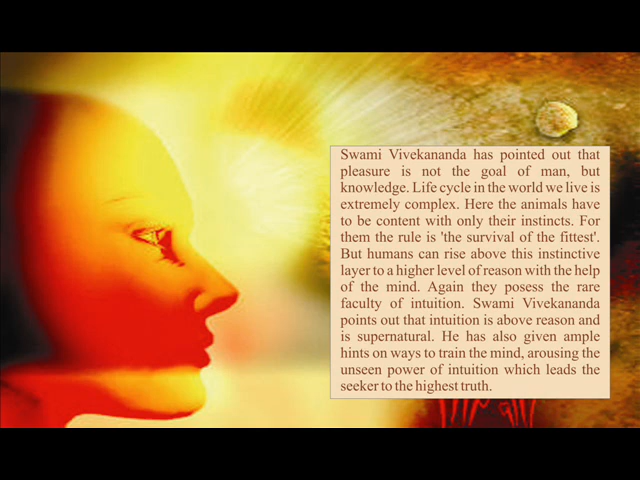 Swami Vivekananda has pointed out that
pleasure is not the goal of man, but
knowledge. Life cycle in the world we live is
extremely complex. Here the animals have
to be content with only their instincts. For
them the rule is 'the survival of the fittest'.
But humans can rise above this instinctive
layer to a higher level of reason with the help
of the mind. Again they posess the rare
faculty of intuition. Swami Vivekananda
points out that intuition is above reason and
is supernatural. He has also given ample
hints on ways to train the mind, arousing the
unseen power of intuition which leads the
seeker to the highest truth.